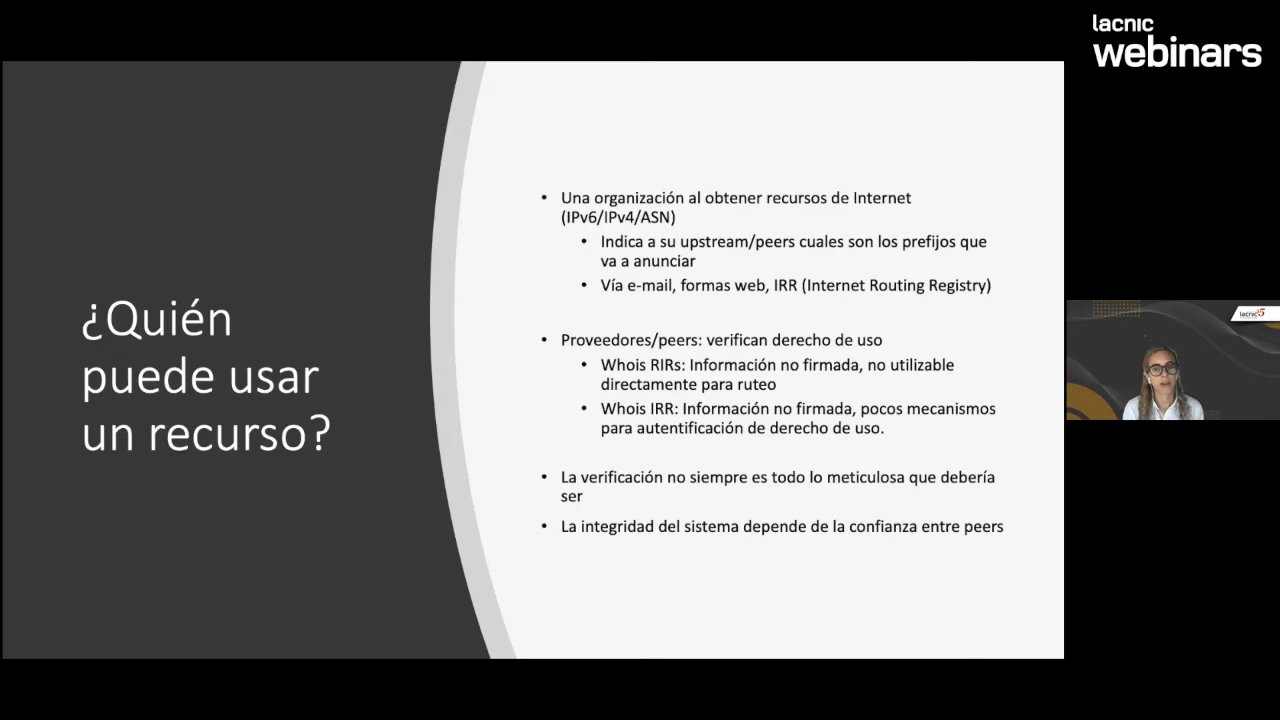 lacnic
webinars
¿Quién
puede usar
un recurso?
• Una organización al obtener recursos de Internet
(IPv6/IPv4/ASN)
• Indica a su upstream/peers cuales son los prefijos que
va a anunciar
• Vía e-mail, formas web, IRR (Internet Routing Registry)
• Proveedores/peers: verifican derecho de uso
• Whois RIRs: Información no firmada, no utilizable
directamente para ruteo
• Whois IRR: Información no firmada, pocos mecanismos
para autentificación de derecho de uso.
• La verificación no siempre es todo lo meticulosa que debería
ser
• La integridad del sistema depende de la confianza entre peers
lacnic